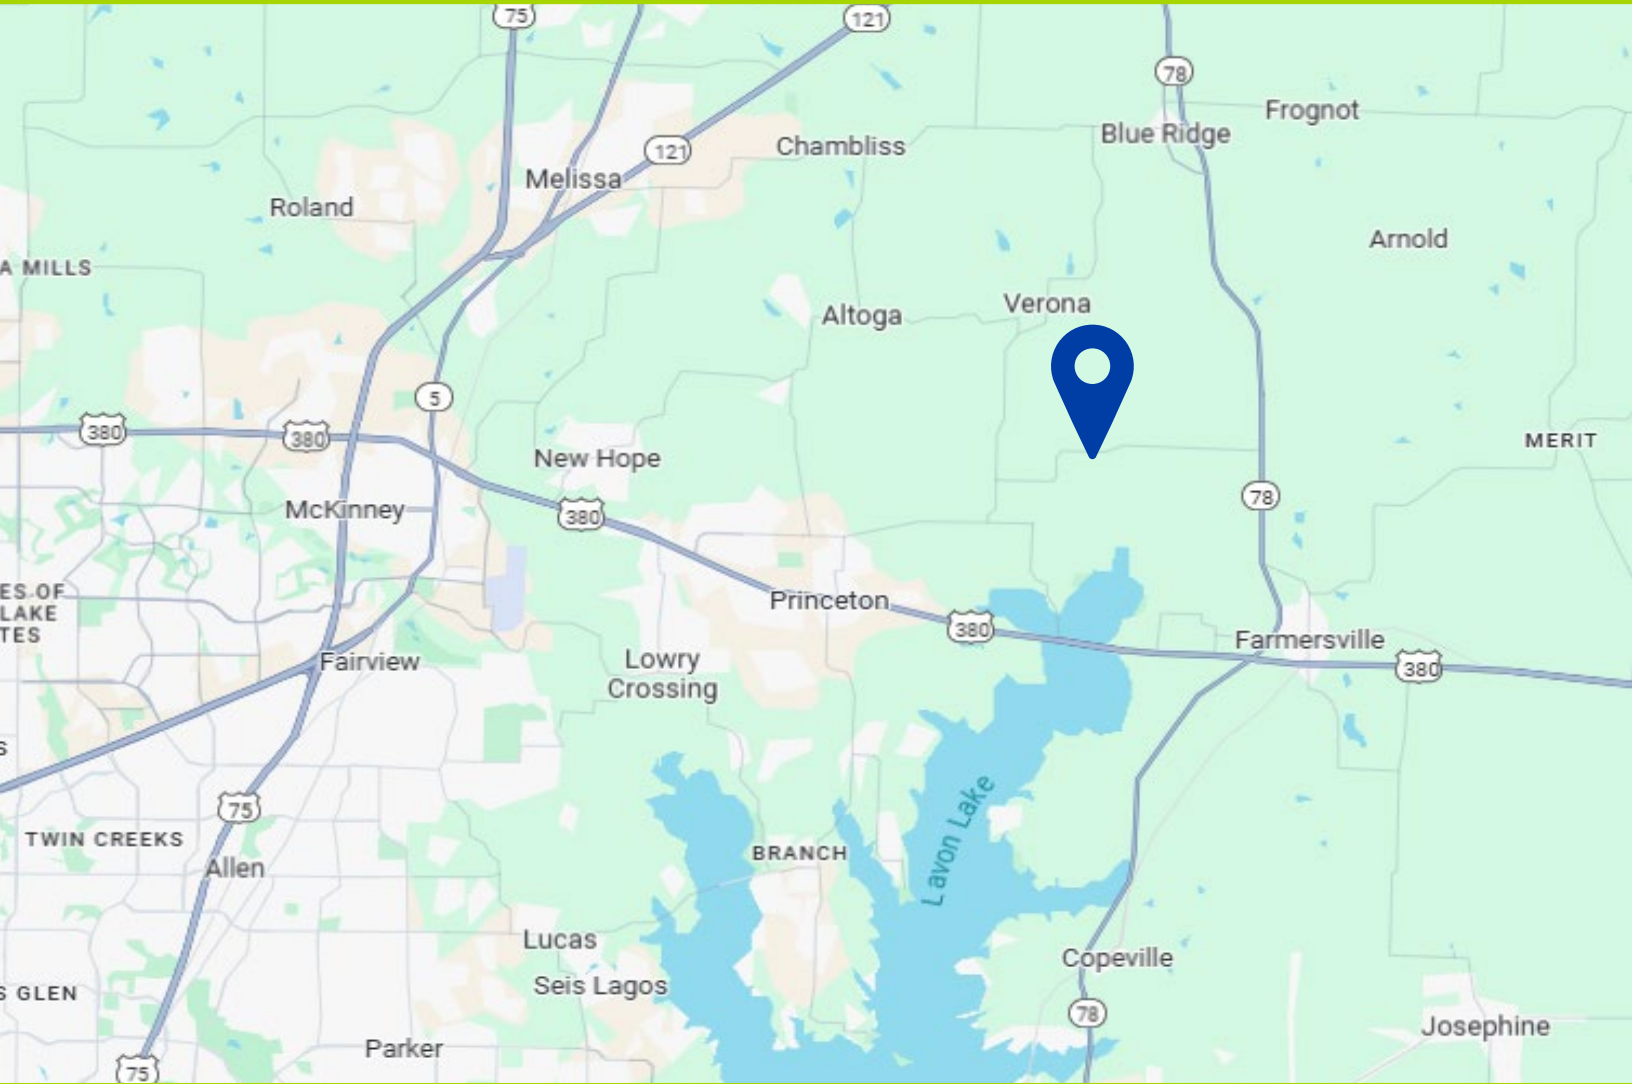 75
121
78
Frognot
Blue Ridge
121
Chambliss
Melissa
Roland
Arnold
A MILLS
Verona
Altoga
5
380
380
MERIT
New Hope
78
McKinney
380
ES OF
LAKE
TES
Princeton
380
Farmersville
Fairview
Lowry
Crossing
380
S
75
Lavon Lake
TWIN CREEKS
BRANCH
Allen
Lucas
Copeville
Seis Lagos
S GLEN
78
Josephine
Parker
75